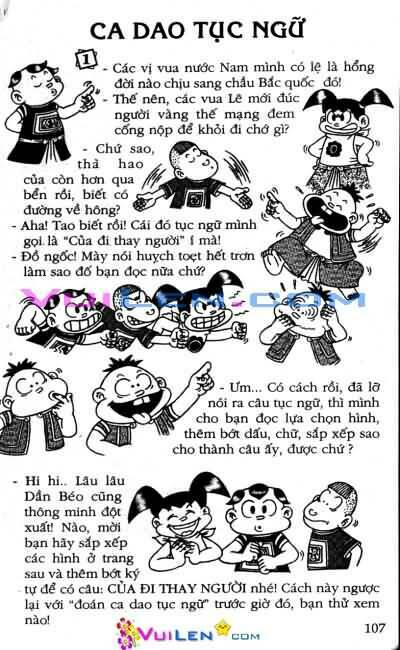 CA DAO TỤC NGỮ
1
- Các vị vua nước Nam mình có lệ là hổng
đời nào chịu sang chầu Bắc quốc đó!
- Thế nên, các vua Lê mới đúc
người vàng thế mạng đem
cống nộp để khỏi đi chớ gì?
- Chứ sao,
thà hao
của còn hơn qua
bển rồi, biết có
đường về hông?
- Aha! Tao biết rồi! Cái đó tục ngữ mình
gọi là "Của đi thay người" í mà!
- Đồ ngốc! Mày nói huỵch toẹt hết trơn
làm sao đố bạn đọc nữa chứ?
VUILEN.COM
- Ưm... Có cách rồi, đã lỡ
nói ra câu tục ngữ, thì mình
cho bạn đọc lựa chọn hình,
thêm bớt dấu, chữ, sắp xếp sao
cho thành câu ấy, được chứ ?
- Hi hi.. Lâu lâu
Dần Béo cũng
thông minh đột
xuất! Nào, mời
bạn hãy sắp xếp
các hình ở trang
sau và thêm bớt ký
tự để có câu: CỦA ĐI THAY NGƯỜI nhé! Cách này ngược
lại với "đoán ca dao tục ngữ" trước giờ đó, bạn thử xem
nào!
107
VUILEN.COM